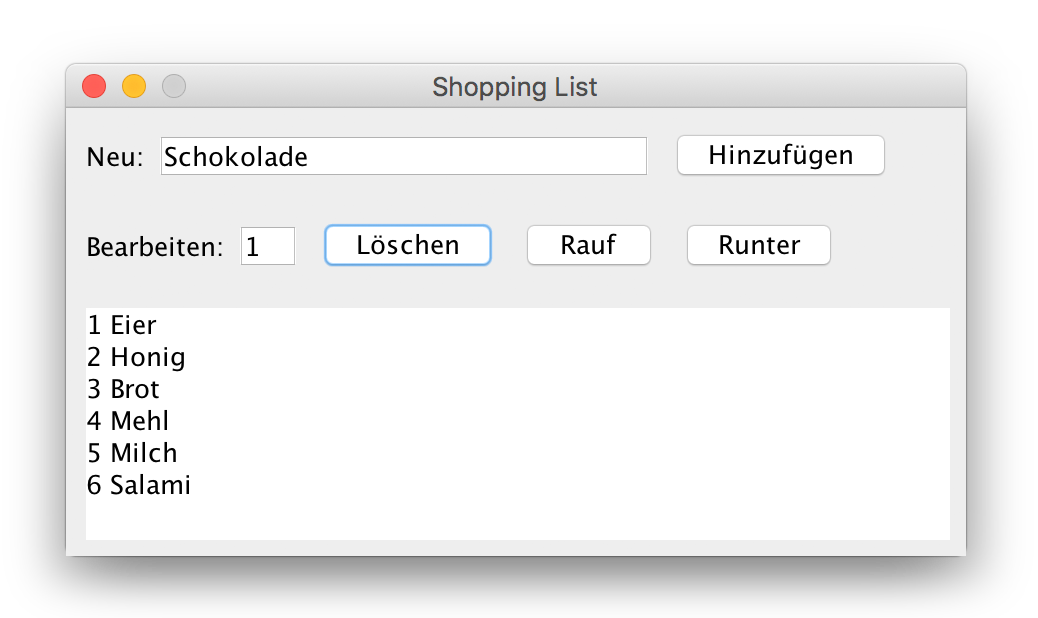 Shopping List
Neu: Schokolade Hinzufügen
Bearbeiten: 1 Löschen Rauf Runter
1 Eier
2 Honig
3 Brot
4 Mehl
5 Milch
6 Salami